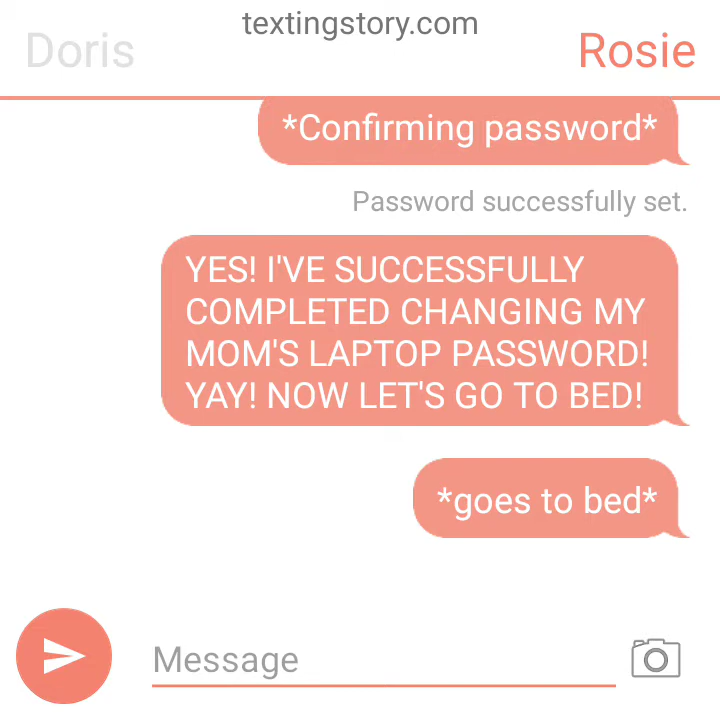 textingstory.com
Doris
Rosie
*Confirming password*
Password successfully set.
YES! I'VE SUCCESSFULLY
COMPLETED CHANGING MY
MOM'S LAPTOP PASSWORD!
YAY! NOW LET'S GO TO BED!
*goes to bed*
Message